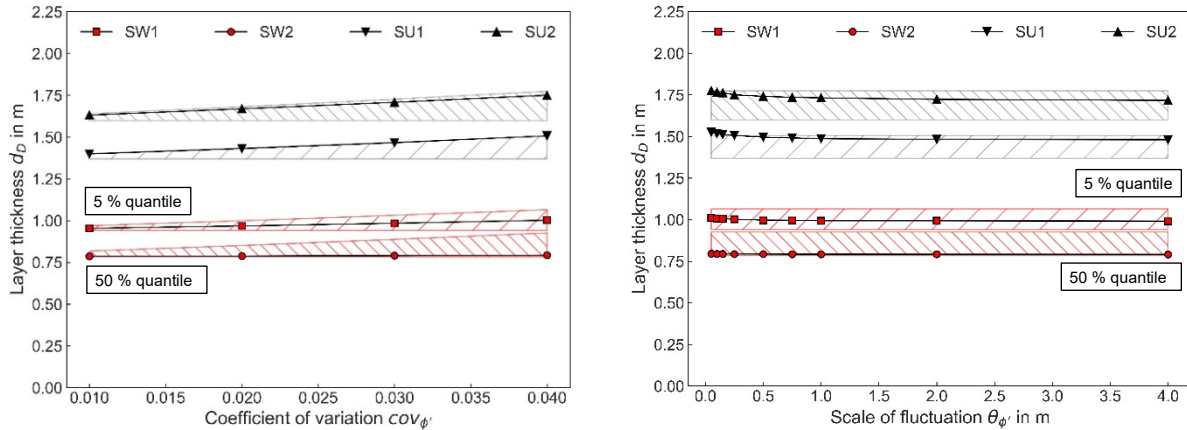 2.25
SW1 SW2 SU1 SU2
2.00
1.75
1.50
1.25
1.00
0.75
0.50
0.25
0.00
Layer thickness d_D in m
5 % quantile
50 % quantile
0.010 0.015 0.020 0.025 0.030 0.035 0.040
Coefficient of variation cov_ϕ′
2.25
SW1 SW2 SU1 SU2
2.00
1.75
1.50
1.25
1.00
0.75
0.50
0.25
0.00
Layer thickness d_D in m
5 % quantile
50 % quantile
0.0 0.5 1.0 1.5 2.0 2.5 3.0 3.5 4.0
Scale of fluctuation θ_ϕ′ in m